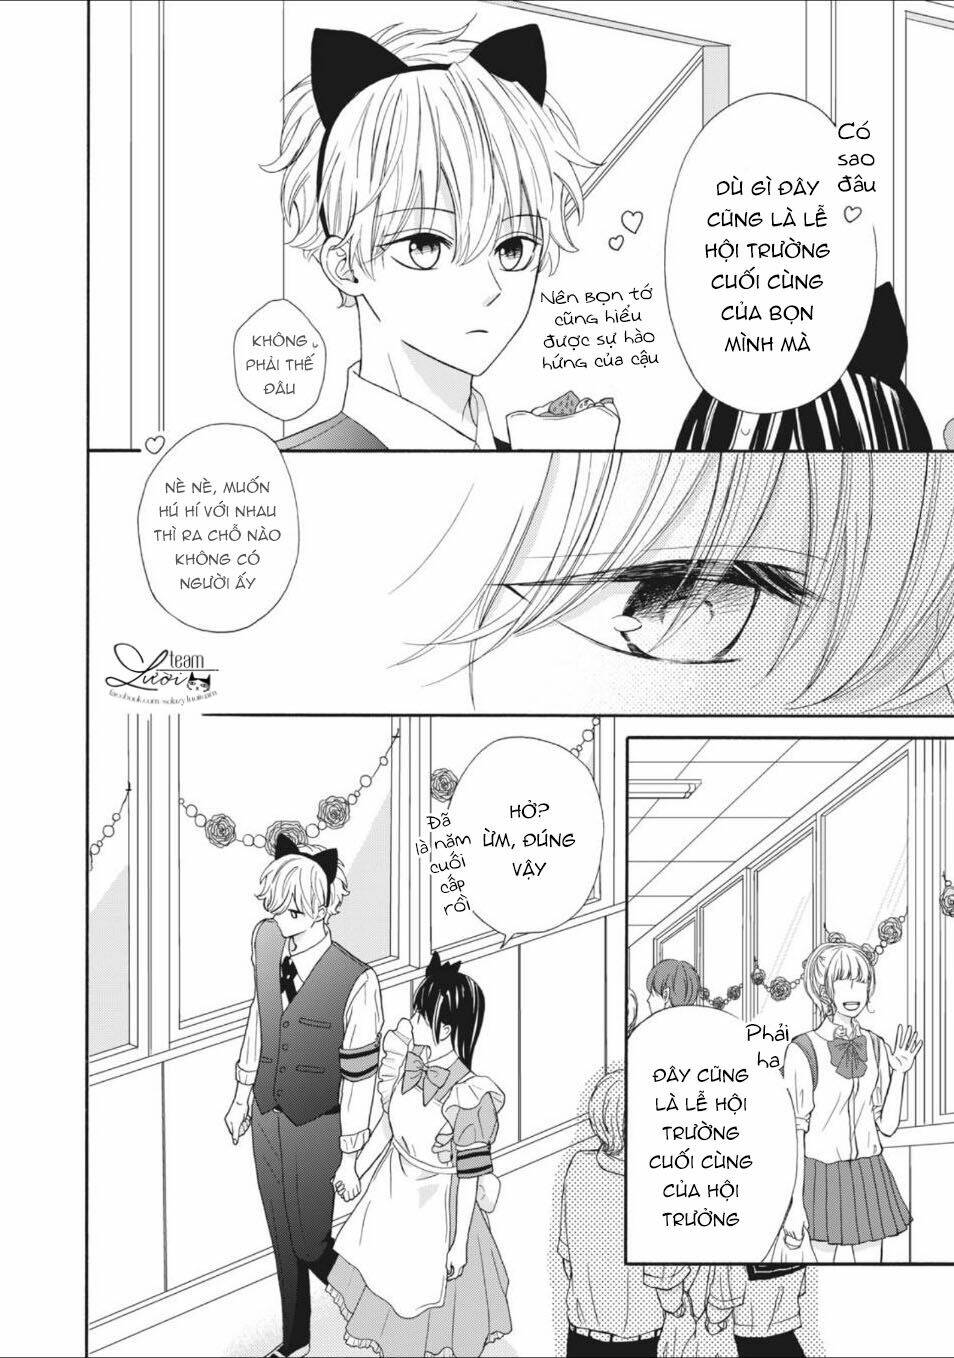 Có
sao
đâu
DÙ GÌ ĐÂY
CŨNG LÀ LỄ
HỘI TRƯỜNG
CUỐI CÙNG
CỦA BỌN
MÌNH MÀ
Nên bọn tớ
cũng hiểu
được sự hào
hứng của cậu
KHÔNG
PHẢI THẾ
ĐÂU
NÈ NÈ, MUỐN
HÚ HÍ VỚI NHAU
THÌ RA CHỖ NÀO
KHÔNG CÓ
NGƯỜI ẤY
team
Lười
Phải
ha
ĐÂY CŨNG
LÀ LỄ HỘI
TRƯỜNG
CUỐI CÙNG
CỦA HỘI
TRƯỞNG
HỞ?
ỪM, ĐÚNG
VẬY
Đã
là năm
cuối
cấp
rồi